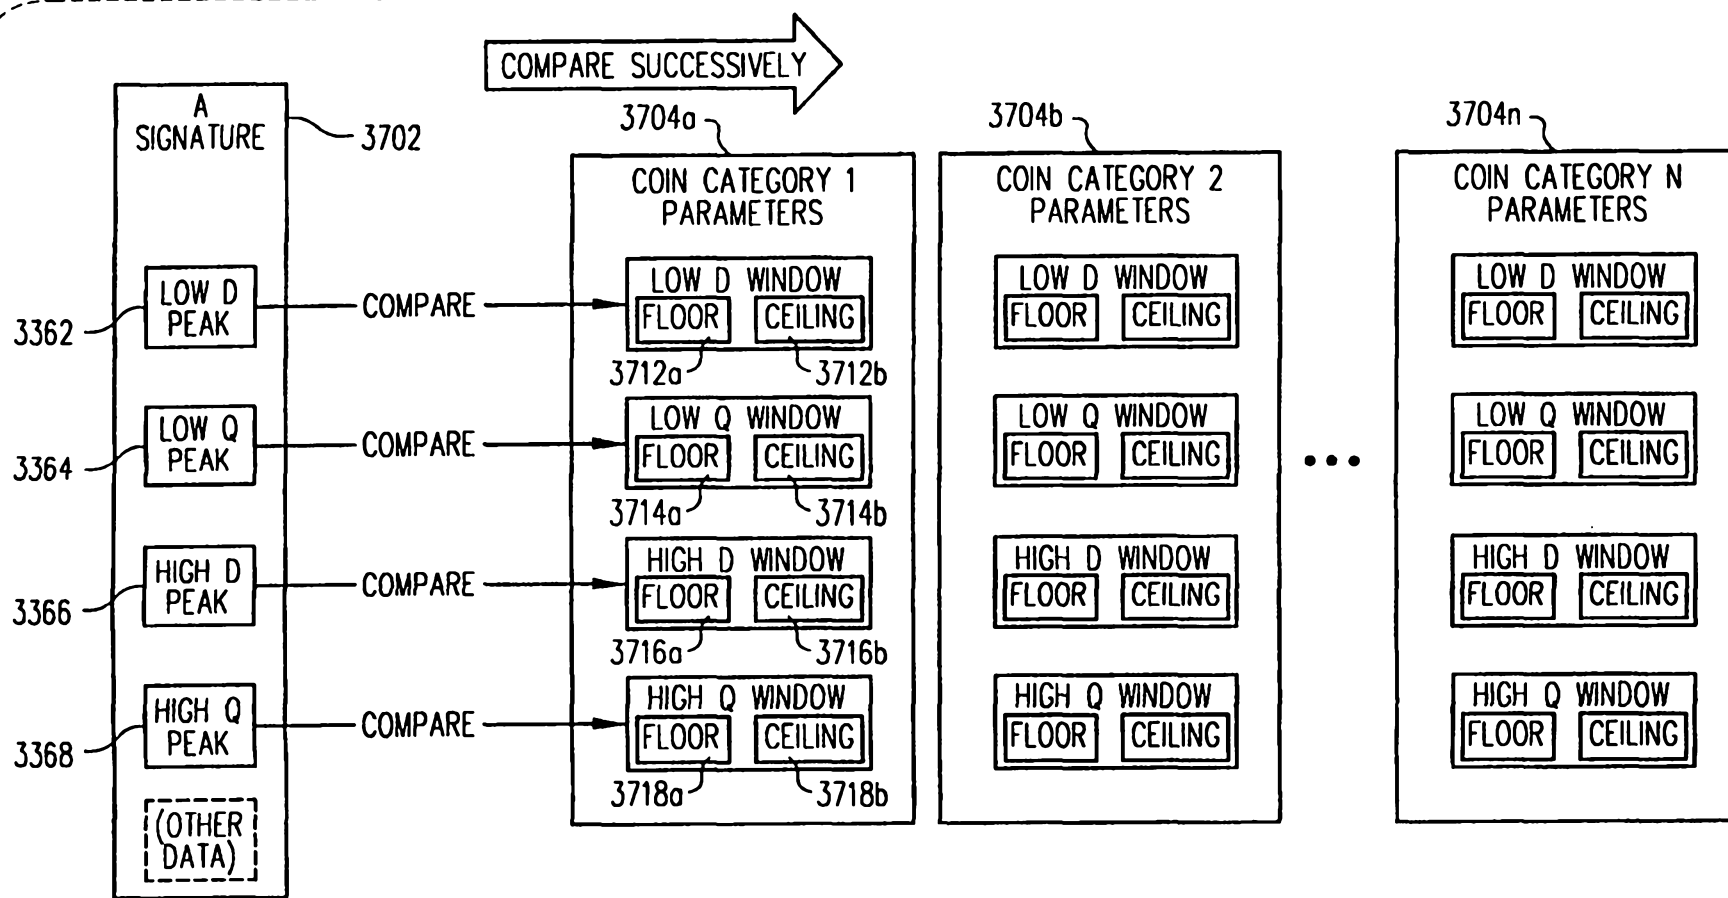 COMPARE SUCCESSIVELY
A
SIGNATURE
3702
LOW D
PEAK
3362
LOW Q
PEAK
3364
HIGH D
PEAK
3366
HIGH Q
PEAK
3368
(OTHER
DATA)
COMPARE
COMPARE
COMPARE
COMPARE
3704a
COIN CATEGORY 1
PARAMETERS
LOW D WINDOW
FLOOR CEILING
3712a 3712b
LOW Q WINDOW
FLOOR CEILING
3714a 3714b
HIGH D WINDOW
FLOOR CEILING
3716a 3716b
HIGH Q WINDOW
FLOOR CEILING
3718a 3718b
3704b
COIN CATEGORY 2
PARAMETERS
LOW D WINDOW
FLOOR CEILING
LOW Q WINDOW
FLOOR CEILING
HIGH D WINDOW
FLOOR CEILING
HIGH Q WINDOW
FLOOR CEILING
•••
3704n
COIN CATEGORY N
PARAMETERS
LOW D WINDOW
FLOOR CEILING
LOW Q WINDOW
FLOOR CEILING
HIGH D WINDOW
FLOOR CEILING
HIGH Q WINDOW
FLOOR CEILING